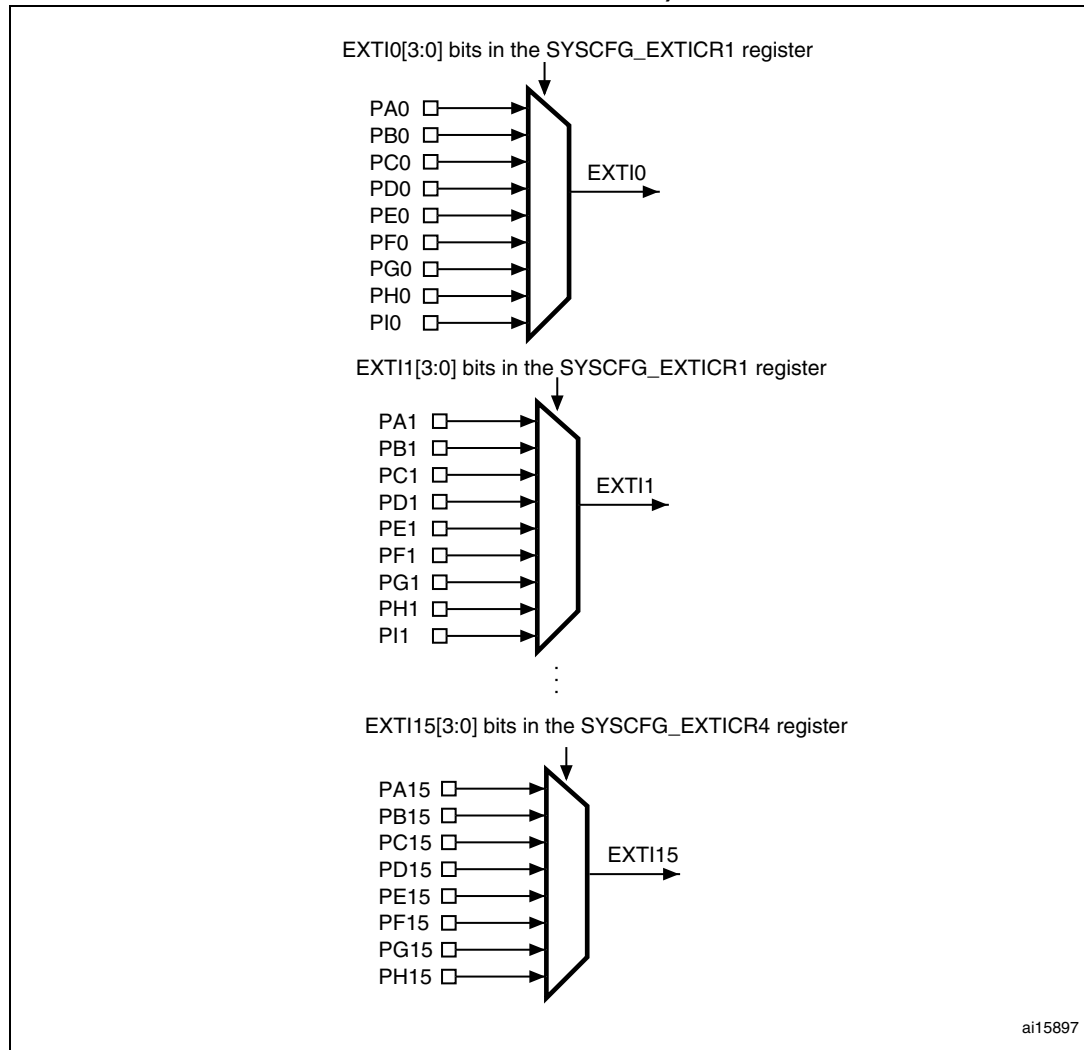 EXTI0[3:0] bits in the SYSCFG_EXTICR1 register
PA0
PB0
PC0
PD0
PE0
PF0
PG0
PH0
PI0
EXTI0
EXTI1[3:0] bits in the SYSCFG_EXTICR1 register
PA1
PB1
PC1
PD1
PE1
PF1
PG1
PH1
PI1
EXTI1
EXTI15[3:0] bits in the SYSCFG_EXTICR4 register
PA15
PB15
PC15
PD15
PE15
PF15
PG15
PH15
EXTI15
ai15897